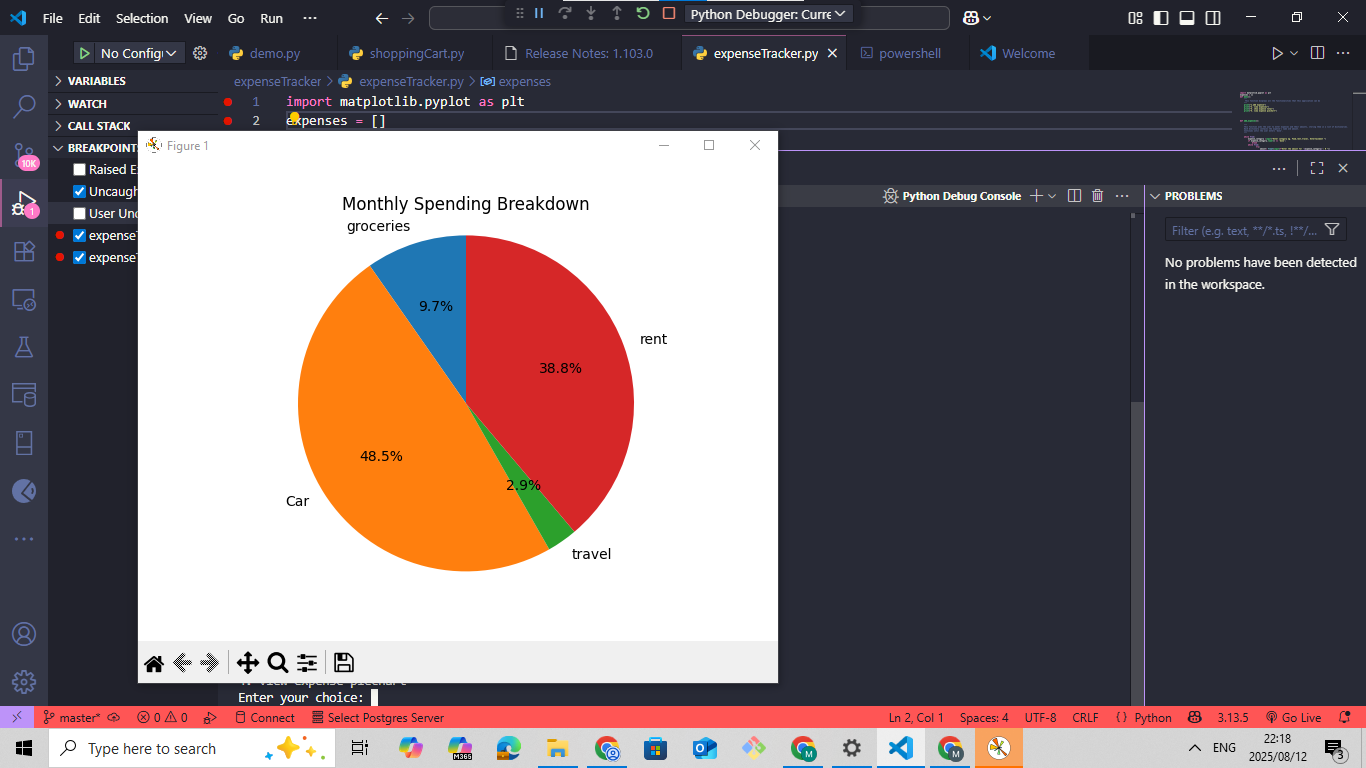 File Edit Selection View Go Run ···
Python Debugger: Curre
No Config
demo.py
shoppingCart.py
Release Notes: 1.103.0
expenseTracker.py
powershell
Welcome
VARIABLES
WATCH
CALL STACK
BREAKPOINT
Raised E
Uncaugh
User Unc
expenseT
expenseT
expenseTracker > expenseTracker.py > expenses
1 import matplotlib.pyplot as plt
2 expenses = []
Figure 1
Monthly Spending Breakdown
groceries
9.7%
rent
38.8%
48.5%
2.9%
Car
travel
Python Debug Console
PROBLEMS
Filter (e.g. text, **/*.ts, !**/...
No problems have been detected
in the workspace.
Enter your choice:
10K
1
master* 0 0 Connect Select Postgres Server
Ln 2, Col 1 Spaces: 4 UTF-8 CRLF { } Python 3.13.5 Go Live
Type here to search
M365
M
M
ENG
22:18
2025/08/12
3